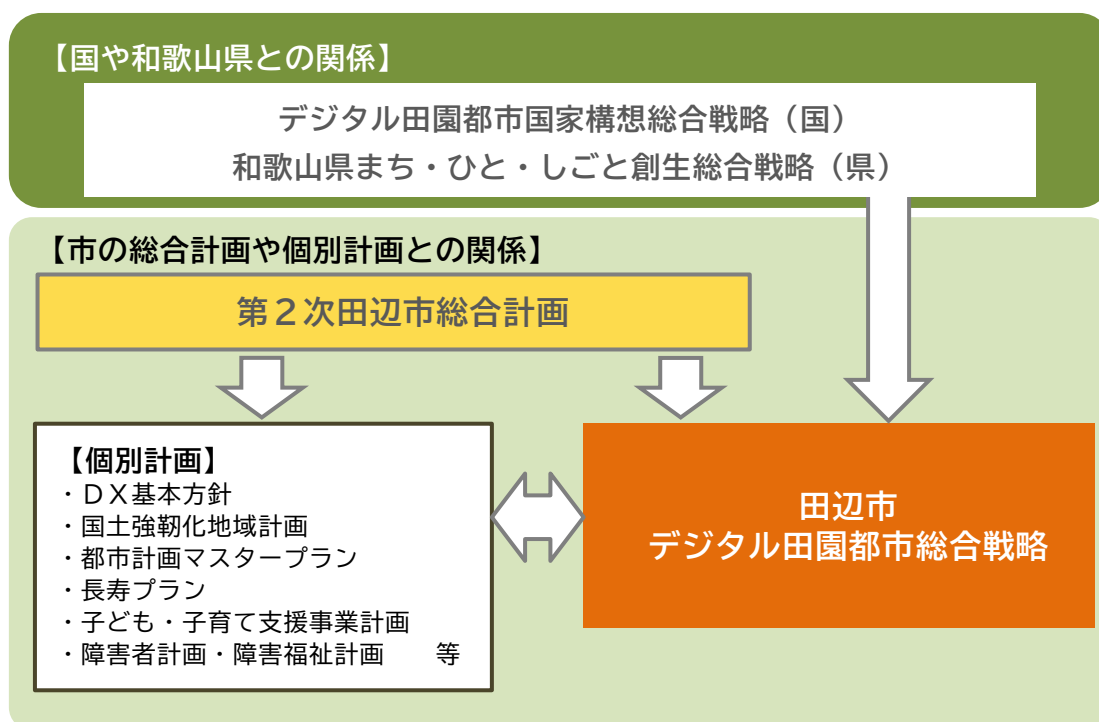 【国や和歌山県との関係】
デジタル田園都市国家構想総合戦略（国）
和歌山県まち・ひと・しごと創生総合戦略（県）
【市の総合計画や個別計画との関係】
第２次田辺市総合計画
【個別計画】
・ＤＸ基本方針
・国土強靭化地域計画
・都市計画マスタープラン
・長寿プラン
・子ども・子育て支援事業計画
・障害者計画・障害福祉計画　　等
田辺市
デジタル田園都市総合戦略